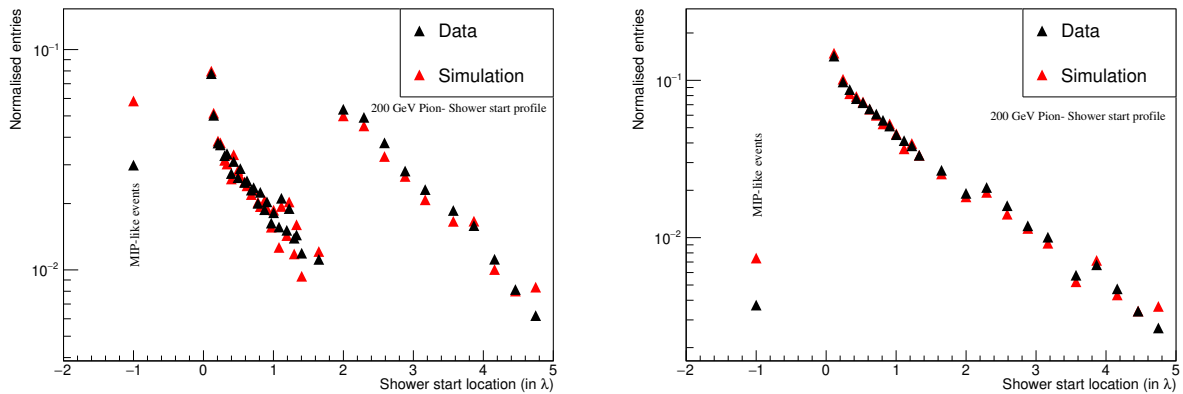 Normalised entries
10⁻¹
10⁻²
Data
Simulation
200 GeV Pion- Shower start profile
MIP-like events
−2 −1 0 1 2 3 4 5
Shower start location (in λ)
Normalised entries
10⁻¹
10⁻²
Data
Simulation
200 GeV Pion- Shower start profile
MIP-like events
−2 −1 0 1 2 3 4 5
Shower start location (in λ)